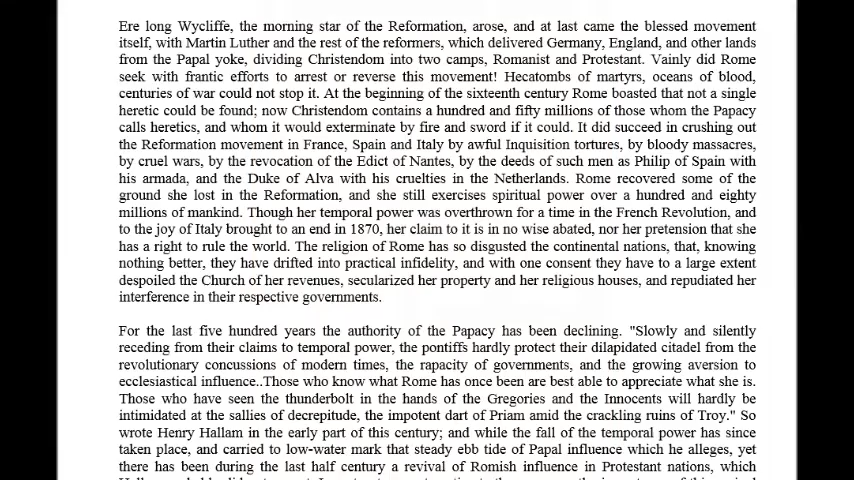 Ere long Wycliffe, the morning star of the Reformation, arose, and at last came the blessed movement
itself, with Martin Luther and the rest of the reformers, which delivered Germany, England, and other lands
from the Papal yoke, dividing Christendom into two camps, Romanist and Protestant. Vainly did Rome
seek with frantic efforts to arrest or reverse this movement! Hecatombs of martyrs, oceans of blood,
centuries of war could not stop it. At the beginning of the sixteenth century Rome boasted that not a single
heretic could be found; now Christendom contains a hundred and fifty millions of those whom the Papacy
calls heretics, and whom it would exterminate by fire and sword if it could. It did succeed in crushing out
the Reformation movement in France, Spain and Italy by awful Inquisition tortures, by bloody massacres,
by cruel wars, by the revocation of the Edict of Nantes, by the deeds of such men as Philip of Spain with
his armada, and the Duke of Alva with his cruelties in the Netherlands. Rome recovered some of the
ground she lost in the Reformation, and she still exercises spiritual power over a hundred and eighty
millions of mankind. Though her temporal power was overthrown for a time in the French Revolution, and
to the joy of Italy brought to an end in 1870, her claim to it is in no wise abated, nor her pretension that she
has a right to rule the world. The religion of Rome has so disgusted the continental nations, that, knowing
nothing better, they have drifted into practical infidelity, and with one consent they have to a large extent
despoiled the Church of her revenues, secularized her property and her religious houses, and repudiated her
interference in their respective governments.
For the last five hundred years the authority of the Papacy has been declining. "Slowly and silently
receding from their claims to temporal power, the pontiffs hardly protect their dilapidated citadel from the
revolutionary concussions of modern times, the rapacity of governments, and the growing aversion to
ecclesiastical influence..Those who know what Rome has once been are best able to appreciate what she is.
Those who have seen the thunderbolt in the hands of the Gregories and the Innocents will hardly be
intimidated at the sallies of decrepitude, the impotent dart of Priam amid the crackling ruins of Troy." So
wrote Henry Hallam in the early part of this century; and while the fall of the temporal power has since
taken place, and carried to low-water mark that steady ebb tide of Papal influence which he alleges, yet
there has been during the last half century a revival of Romish influence in Protestant nations, which